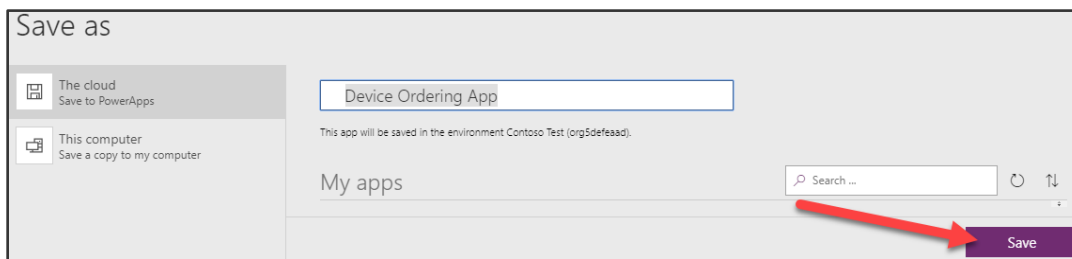 Save as
The cloud
Save to PowerApps
This computer
Save a copy to my computer
Device Ordering App
This app will be saved in the environment Contoso Test (org5defeaad).
My apps
Search ...
Save